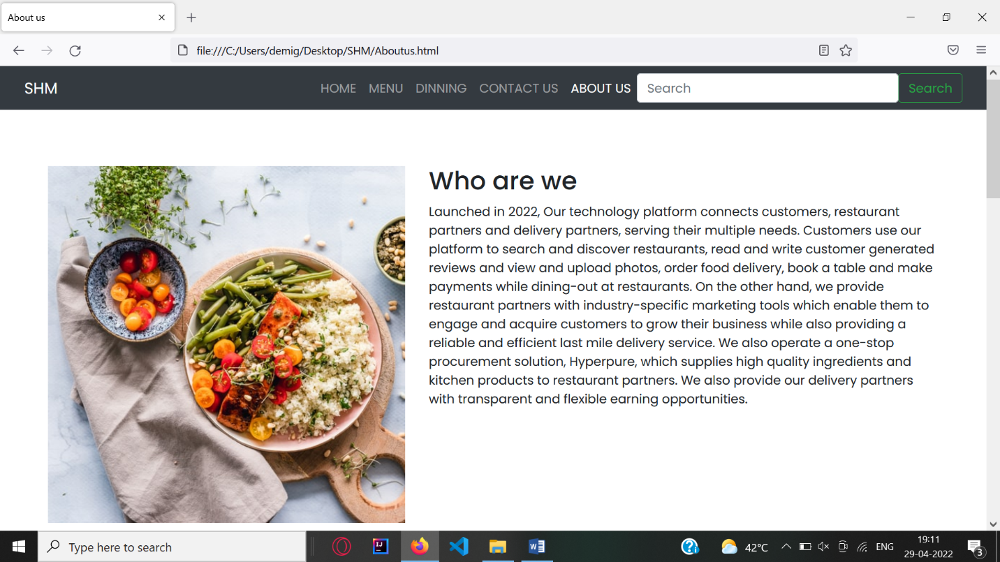 About us
file:///C:/Users/demig/Desktop/SHM/Aboutus.html
SHM HOME MENU DINNING CONTACT US ABOUT US Search Search
Who are we
Launched in 2022, Our technology platform connects customers, restaurant
partners and delivery partners, serving their multiple needs. Customers use our
platform to search and discover restaurants, read and write customer generated
reviews and view and upload photos, order food delivery, book a table and make
payments while dining-out at restaurants. On the other hand, we provide
restaurant partners with industry-specific marketing tools which enable them to
engage and acquire customers to grow their business while also providing a
reliable and efficient last mile delivery service. We also operate a one-stop
procurement solution, Hyperpure, which supplies high quality ingredients and
kitchen products to restaurant partners. We also provide our delivery partners
with transparent and flexible earning opportunities.
Type here to search IJ W 42°C ENG 19:11
29-04-2022 3